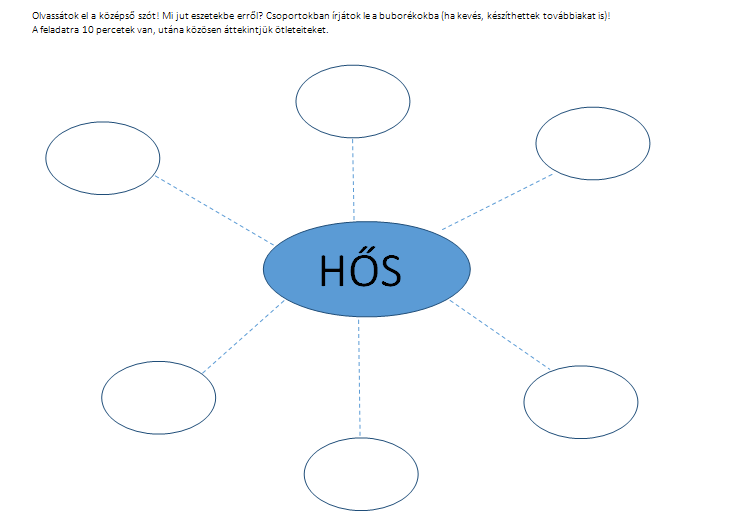 Olvassátok el a középső szót! Mi jut eszetekbe erről? Csoportokban írjátok le a buborékokba (ha kevés, készíthettek továbbiakat is)!
A feladatra 10 percetek van, utána közösen áttekintjük ötleteiteket.
HŐS